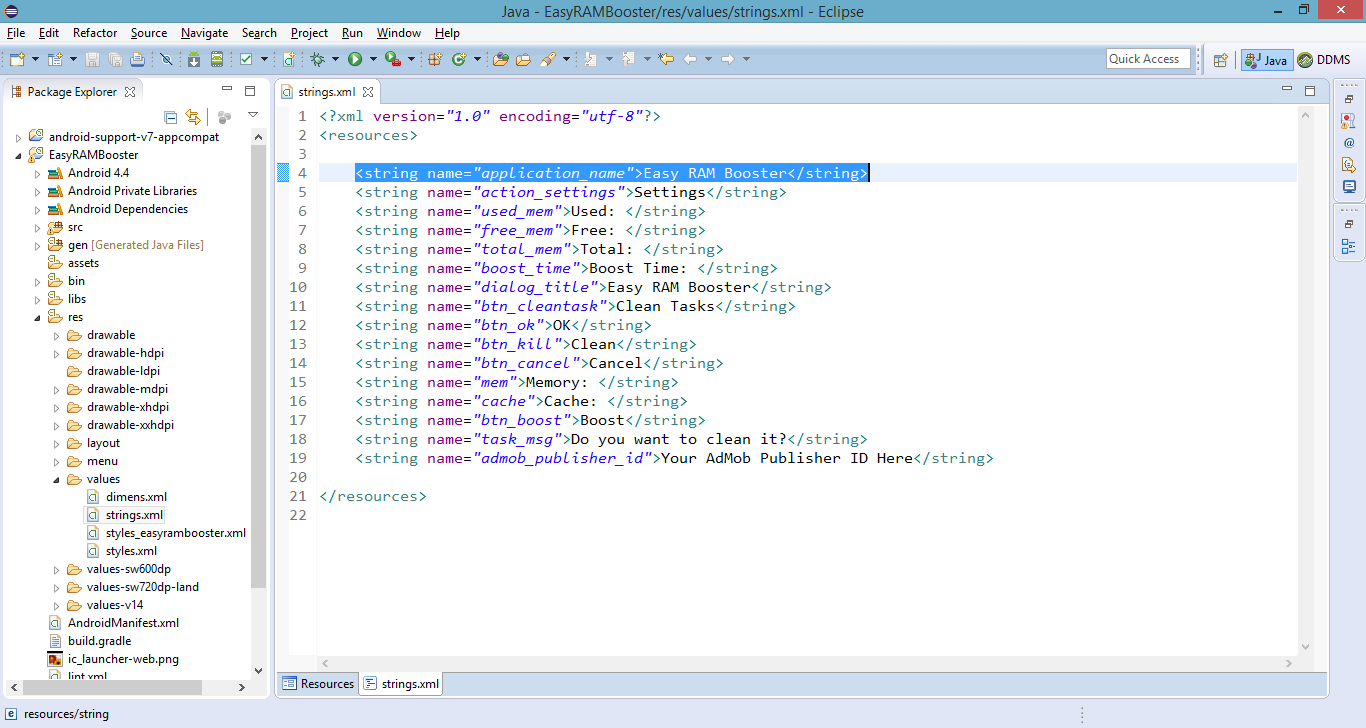 Java - EasyRAMBooster/res/values/strings.xml - Eclipse
File Edit Refactor Source Navigate Search Project Run Window Help
Quick Access Java DDMS
Package Explorer
android-support-v7-appcompat
EasyRAMBooster
Android 4.4
Android Private Libraries
Android Dependencies
src
gen [Generated Java Files]
assets
bin
libs
res
drawable
drawable-hdpi
drawable-ldpi
drawable-mdpi
drawable-xhdpi
drawable-xxhdpi
layout
menu
values
dimens.xml
strings.xml
styles_easyrambooster.xml
styles.xml
values-sw600dp
values-sw720dp-land
values-v14
AndroidManifest.xml
build.gradle
ic_launcher-web.png
lint.xml
strings.xml
1 <?xml version="1.0" encoding="utf-8"?>
2 <resources>
3
4 <string name="application_name">Easy RAM Booster</string>
5 <string name="action_settings">Settings</string>
6 <string name="used_mem">Used: </string>
7 <string name="free_mem">Free: </string>
8 <string name="total_mem">Total: </string>
9 <string name="boost_time">Boost Time: </string>
10 <string name="dialog_title">Easy RAM Booster</string>
11 <string name="btn_cleantask">Clean Tasks</string>
12 <string name="btn_ok">OK</string>
13 <string name="btn_kill">Clean</string>
14 <string name="btn_cancel">Cancel</string>
15 <string name="mem">Memory: </string>
16 <string name="cache">Cache: </string>
17 <string name="btn_boost">Boost</string>
18 <string name="task_msg">Do you want to clean it?</string>
19 <string name="admob_publisher_id">Your AdMob Publisher ID Here</string>
20
21 </resources>
22
Resources strings.xml
resources/string